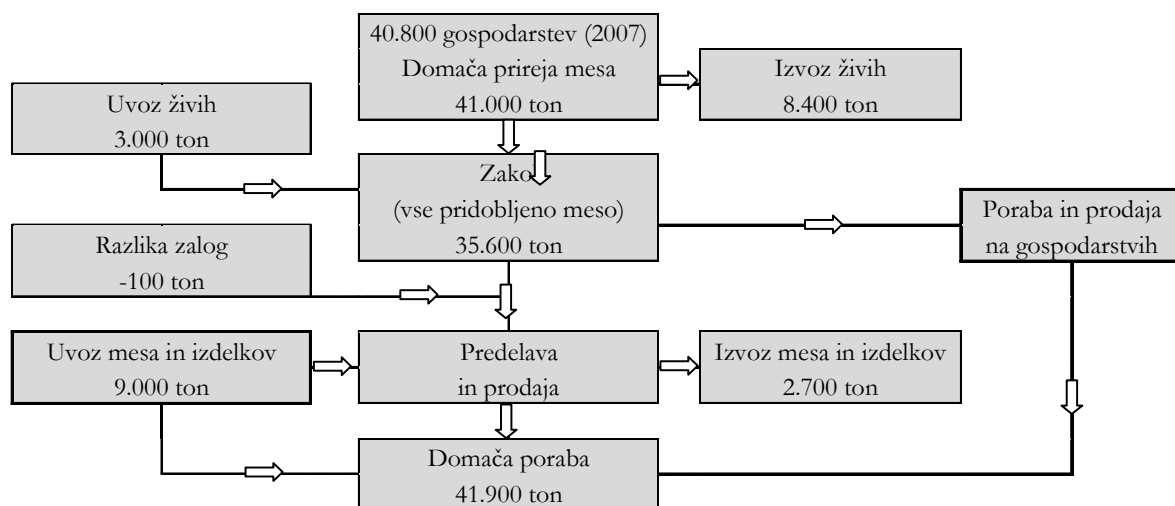 40.800 gospodarstev (2007)
Domača prireja mesa
41.000 ton
Izvoz živih
8.400 ton
Uvoz živih
3.000 ton
Zakol
(vse pridobljeno meso)
35.600 ton
Poraba in prodaja
na gospodarstvih
Razlika zalog
-100 ton
Uvoz mesa in izdelkov
9.000 ton
Predelava
in prodaja
Izvoz mesa in izdelkov
2.700 ton
Domača poraba
41.900 ton